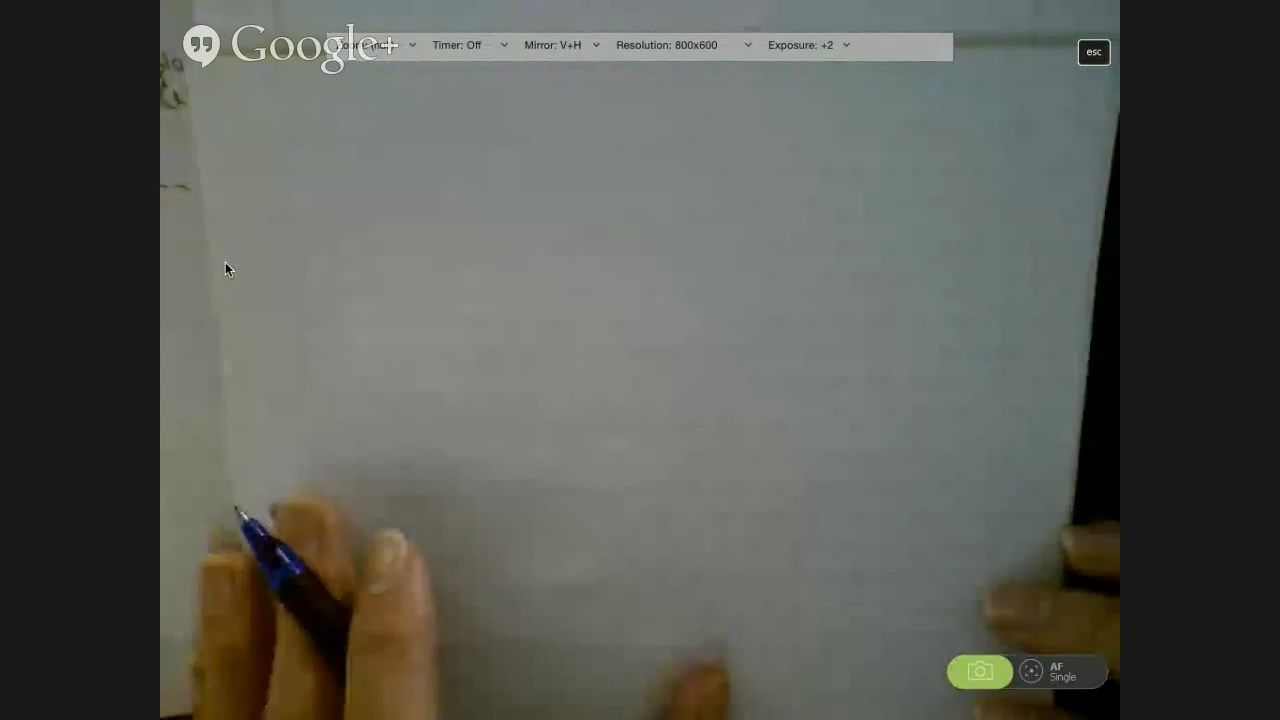 Google+
Timer: Off
Mirror: V+H
Resolution: 800x600
Exposure: +2
esc
AF
Single